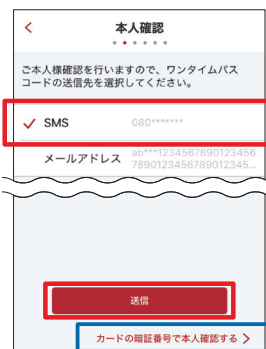 本人確認
ご本人様確認を行いますので、ワンタイムパス
コードの送信先を選択してください。
SMS 080*******
メールアドレス ab***1234567890123456
7890123456789012345...
送信
カードの暗証番号で本人確認する